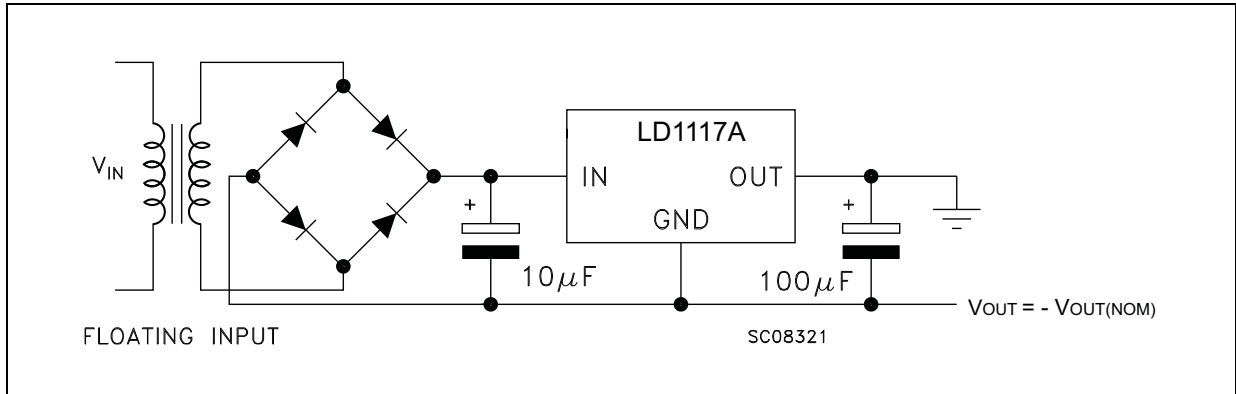 LD1117A
VIN
IN
OUT
+
+
GND
10μF
100μF
VOUT = - VOUT(NOM)
FLOATING INPUT
SC08321